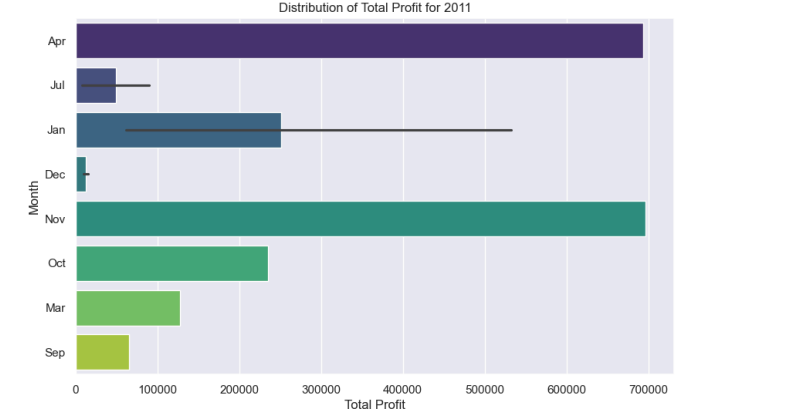 Distribution of Total Profit for 2011
Month
Apr
Jul
Jan
Dec
Nov
Oct
Mar
Sep
0 100000 200000 300000 400000 500000 600000 700000
Total Profit